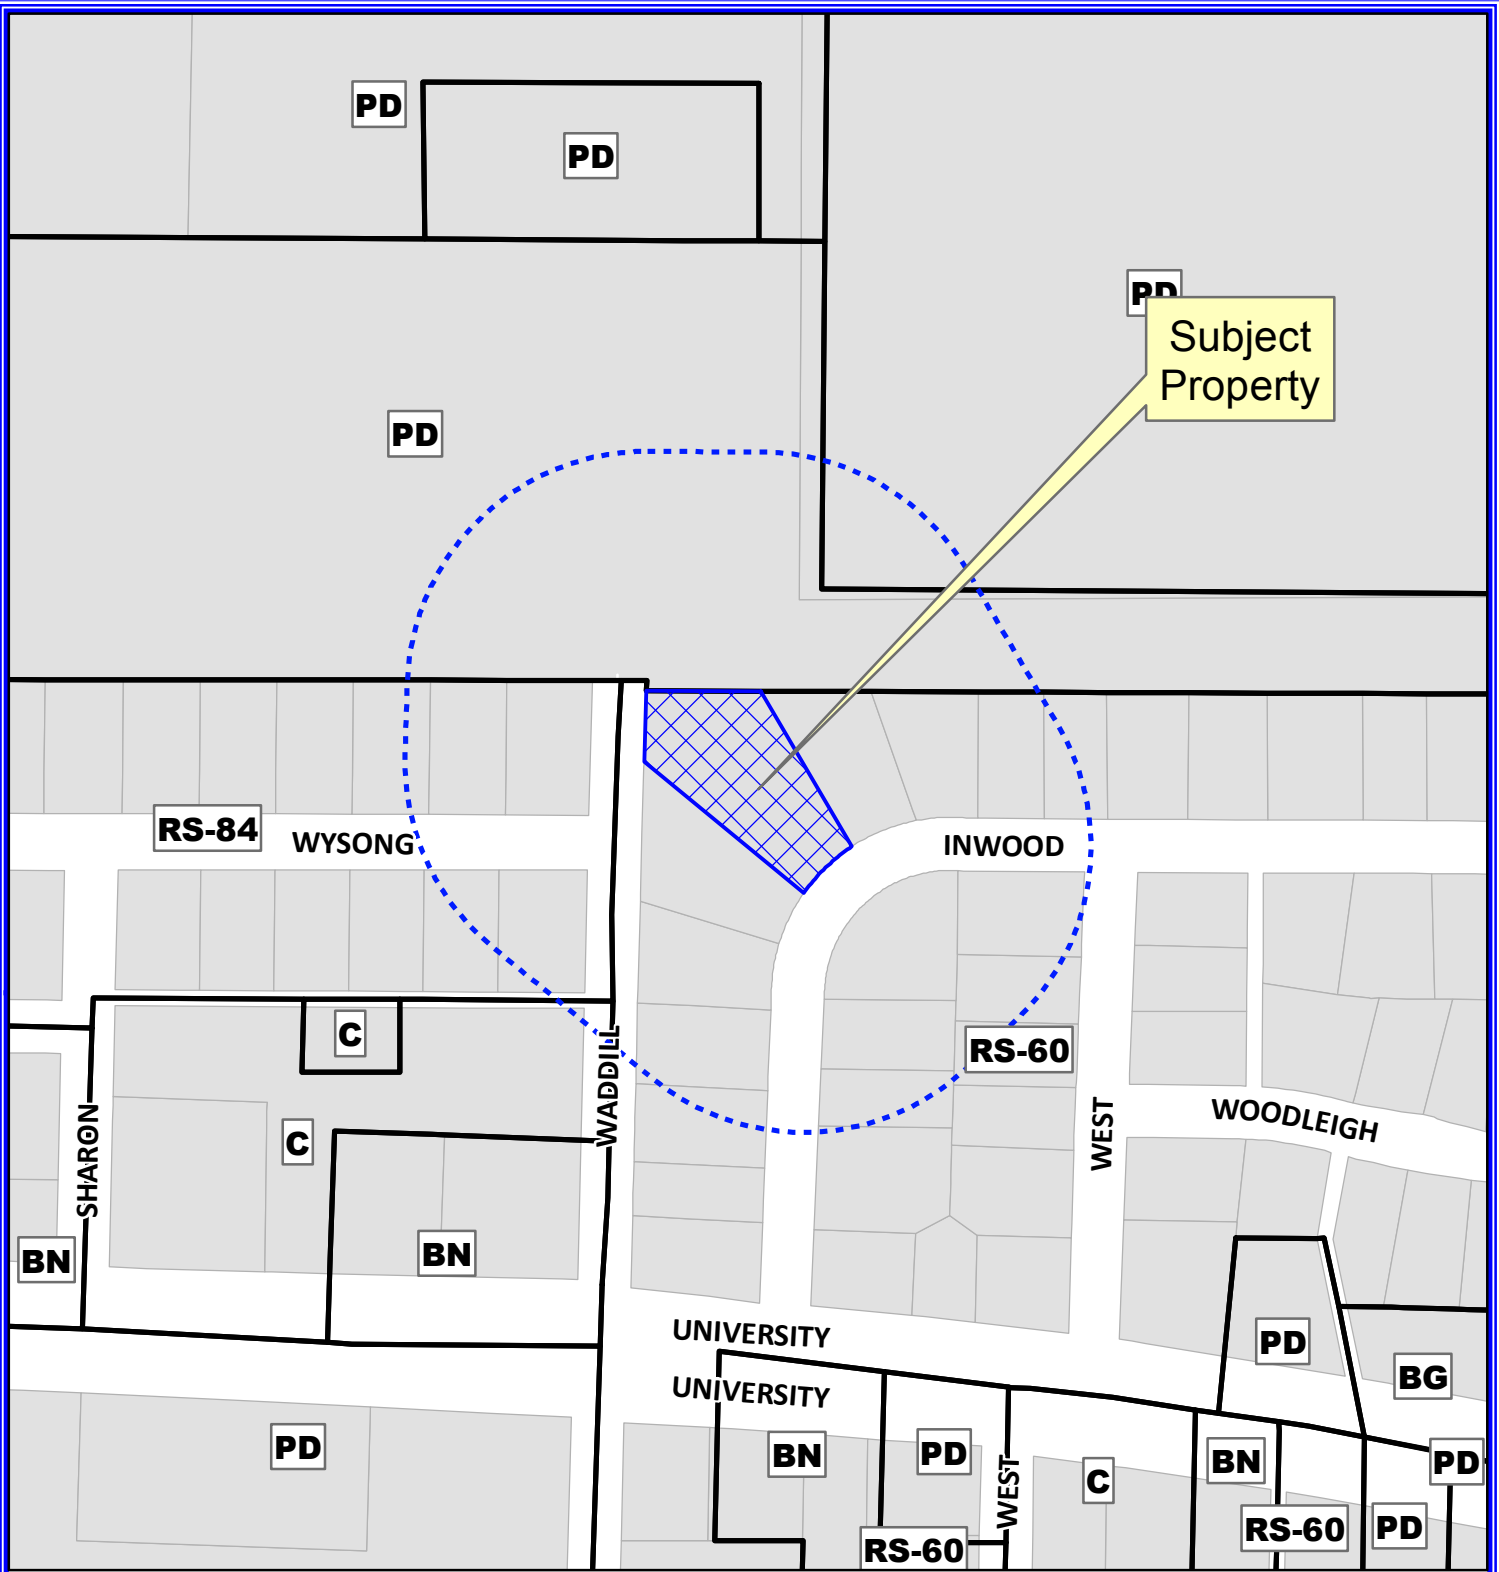 PD
PD
PD
Subject
Property
PD
RS-84
WYSONG
INWOOD
C
RS-60
WADDILL
SHARON
C
WEST
WOODLEIGH
BN
BN
UNIVERSITY
PD
BG
UNIVERSITY
PD
BN
PD
WEST
C
BN
PD
RS-60
RS-60
PD